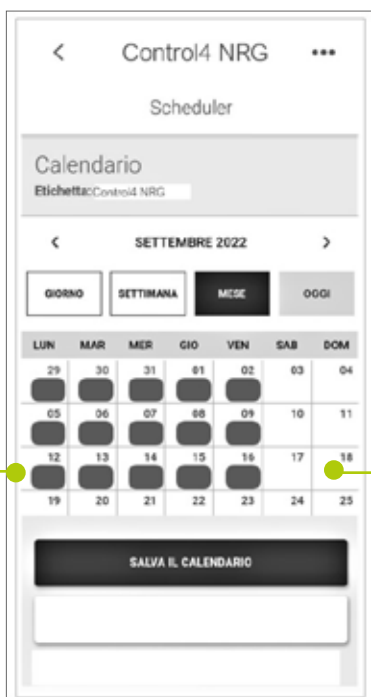 Control4 NRG
Scheduler
Calendario
Etichetta:Control4 NRG
SETTEMBRE 2022
GIORNO SETTIMANA MESE OGGI
LUN MAR MER GIO VEN SAB DOM
29 30 31 01 02 03 04
05 06 07 08 09 10 11
12 13 14 15 16 17 18
19 20 21 22 23 24 25
SALVA IL CALENDARIO